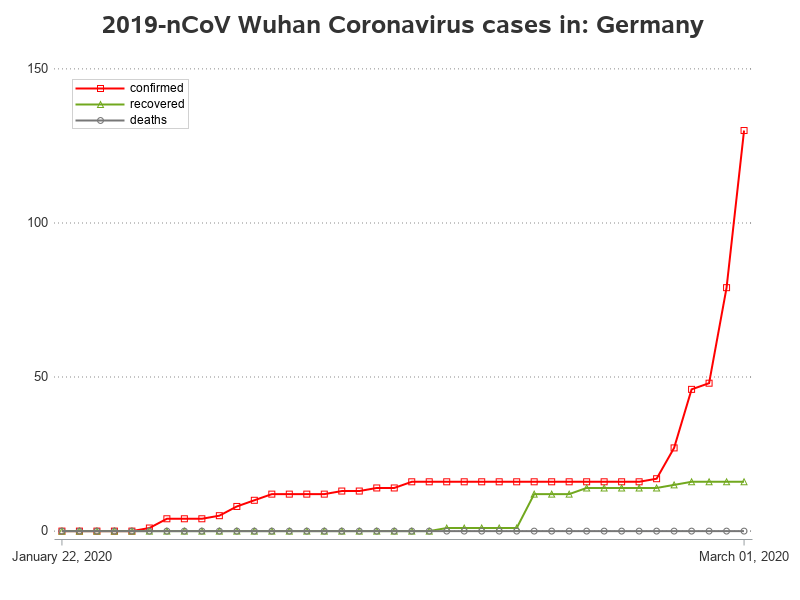 2019-nCoV Wuhan Coronavirus cases in: Germany
150
confirmed
recovered
deaths
100
50
0
January 22, 2020
March 01, 2020